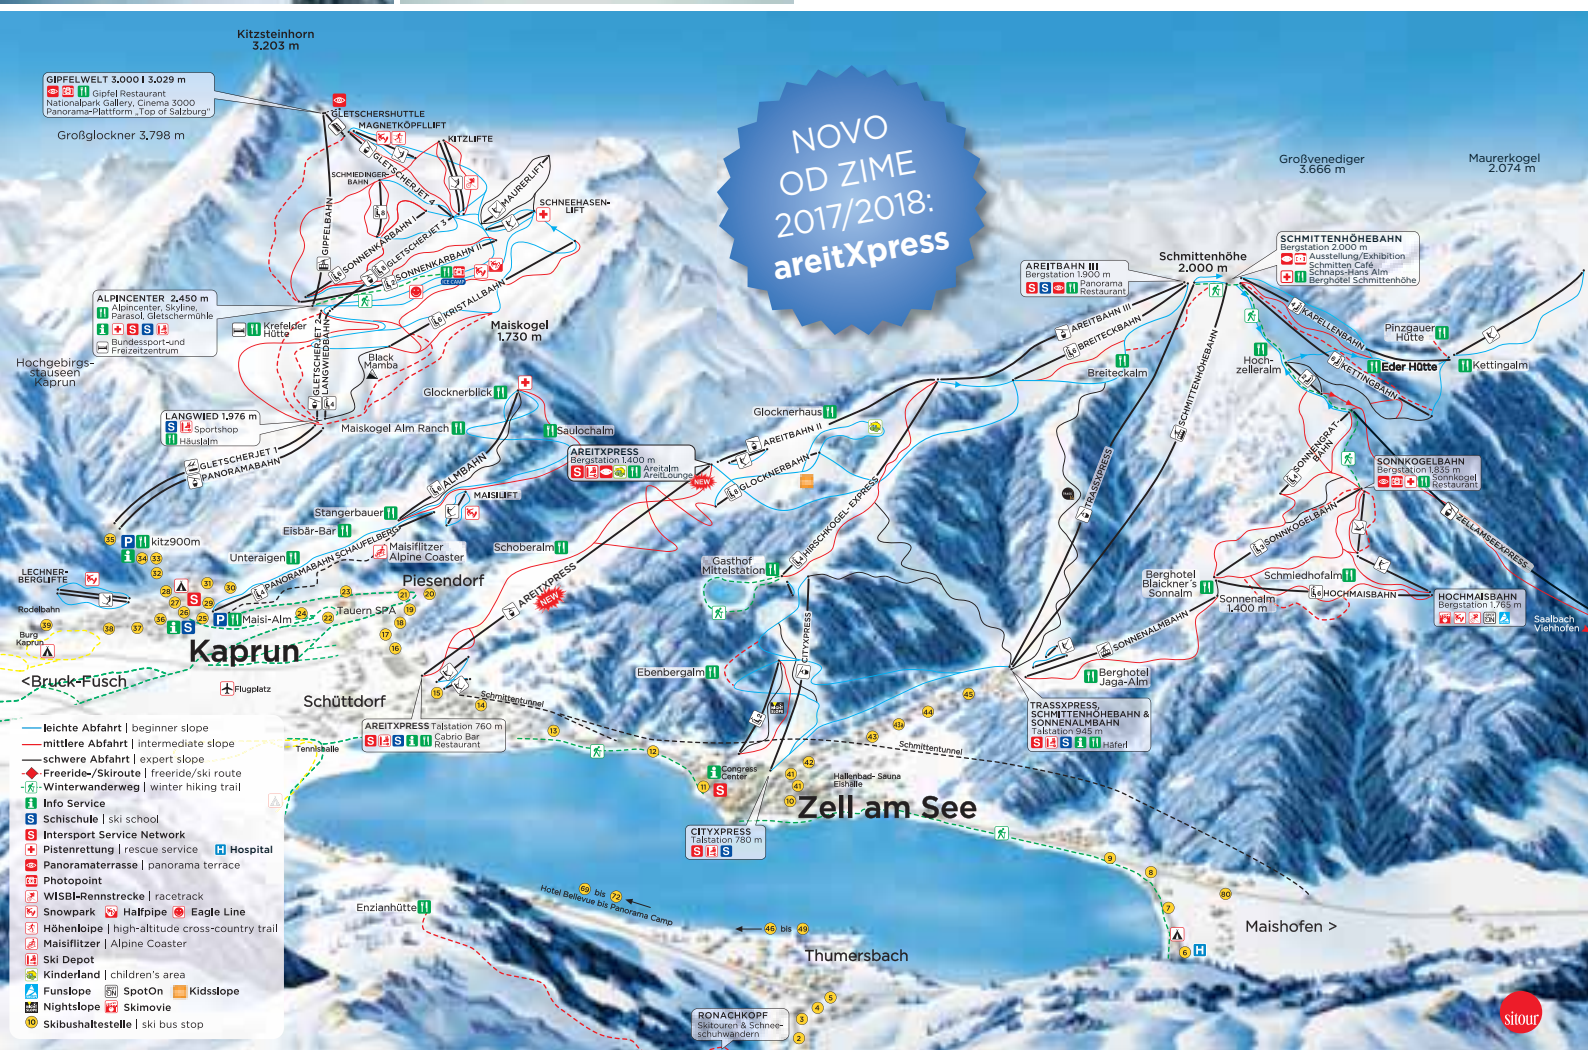 Kitzsteinhorn
3.203 m
GIPFELWELT 3.000 I 3.029 m
Gipfel Restaurant
Nationalpark Gallery, Cinema 3000
Panorama-Plattform „Top of Salzburg"
Großglockner 3.798 m
GLETSCHERSHUTTLE
MAGNETKÖPFLLIFT
KITZLIFTE
GLETSCHERJET 4
SCHMIEDINGER-
BAHN
MAURERLIFT
SCHNEEHASEN-
LIFT
GIPFELBAHN
SONNENKARBAHN I
GLETSCHERJET 3
SONNENKARBAHN II
ICE CAMP
KRISTALLBAHN
ALPINCENTER 2.450 m
Alpincenter, Skyline,
Parasol, Gletschermühle
Bundessport-und
Freizeitzentrum
Krefelder
Hütte
GLETSCHERJET 2
LANGWIEDBAHN
Black
Mamba
Maiskogel
1.730 m
Hochgebirgs-
stauseen
Kaprun
LANGWIED 1.976 m
Sportshop
Häuslalm
GLETSCHERJET 1
PANORAMABAHN
Glocknerblick
Maiskogel Alm Ranch
Saulochalm
ALMBAHN
MAISILIFT
Stangerbauer
Eisbär-Bar
Unteraigen
PANORAMABAHN SCHAUFELBERG
Maisiflitzer
Alpine Coaster
Schoberalm
NOVO
OD ZIME
2017/2018:
areitXpress
Großvenediger
3.666 m
Maurerkogel
2.074 m
Schmittenhöhe
2.000 m
SCHMITTENHÖHEBAHN
Bergstation 2.000 m
Ausstellung/Exhibition
Schmitten Café
Schnaps-Hans Alm
Berghotel Schmittenhöhe
AREITBAHN III
Bergstation 1.900 m
Panorama
Restaurant
AREITBAHN III
BREITECKBAHN
Breiteckalm
Hoch-
zelleralm
KAPELLENBAHN
KETTINGBAHN
Pinzgauer
Hütte
Eder Hütte
Kettingalm
Glocknerhaus
AREITBAHN II
GLOCKNERBAHN
AREITXPRESS
Bergstation 1.400 m
Areitalm
AreitLounge
NEW
HIRSCHKOGEL-EXPRESS
TRASSXPRESS
SCHMITTENHÖHEBAHN
SONNENGRAT-
BAHN
SONNKOGELBAHN
Bergstation 1.835 m
Sonnkogel
Restaurant
SONNKOGELBAHN
ZELLAMSEEXPRESS
Gasthof
Mittelstation
CITYXPRESS
Ebenbergalm
Berghotel
Blaickner's
Sonnalm
Sonnenalm
1.400 m
Schmiedhofalm
HOCHMAISBAHN
HOCHMAISBAHN
Bergstation 1.765 m
Saalbach
Viehhofen
SONNENALMBAHN
Berghotel
Jaga-Alm
TRASSXPRESS,
SCHMITTENHÖHEBAHN &
SONNENALMBAHN
Talstation 945 m
Häferl
kitz900m
LECHNER-
BERGLIFTE
Rodelbahn
Burg
Kaprun
Maisi-Alm
Tauern SPA
Piesendorf
Kaprun
<Bruck-Fusch
Flugplatz
Schüttdorf
AREITXPRESS
NEW
AREITXPRESS Talstation 760 m
Cabrio Bar
Restaurant
Schmittentunnel
Schmittentunnel
Tennishalle
Congress
Center
Hallenbad- Sauna
Eishalle
Zell am See
CITYXPRESS
Talstation 780 m
Hotel Bellevue bis Panorama Camp
69 bis 72
46 bis 49
Enzianhütte
Thumersbach
Maishofen >
RONACHKOPF
Skitouren & Schnee-
schuhwandern
leichte Abfahrt | beginner slope
mittlere Abfahrt | intermediate slope
schwere Abfahrt | expert slope
Freeride-/Skiroute | freeride/ski route
Winterwanderweg | winter hiking trail
Info Service
Schischule | ski school
Intersport Service Network
Pistenrettung | rescue service H Hospital
Panoramaterrasse | panorama terrace
Photopoint
WISBI-Rennstrecke | racetrack
Snowpark Halfpipe Eagle Line
Höhenloipe | high-altitude cross-country trail
Maisiflitzer | Alpine Coaster
Ski Depot
Kinderland | children's area
Funslope SpotOn Kidsslope
Nightslope Skimovie
10 Skibushaltestelle | ski bus stop
sitour